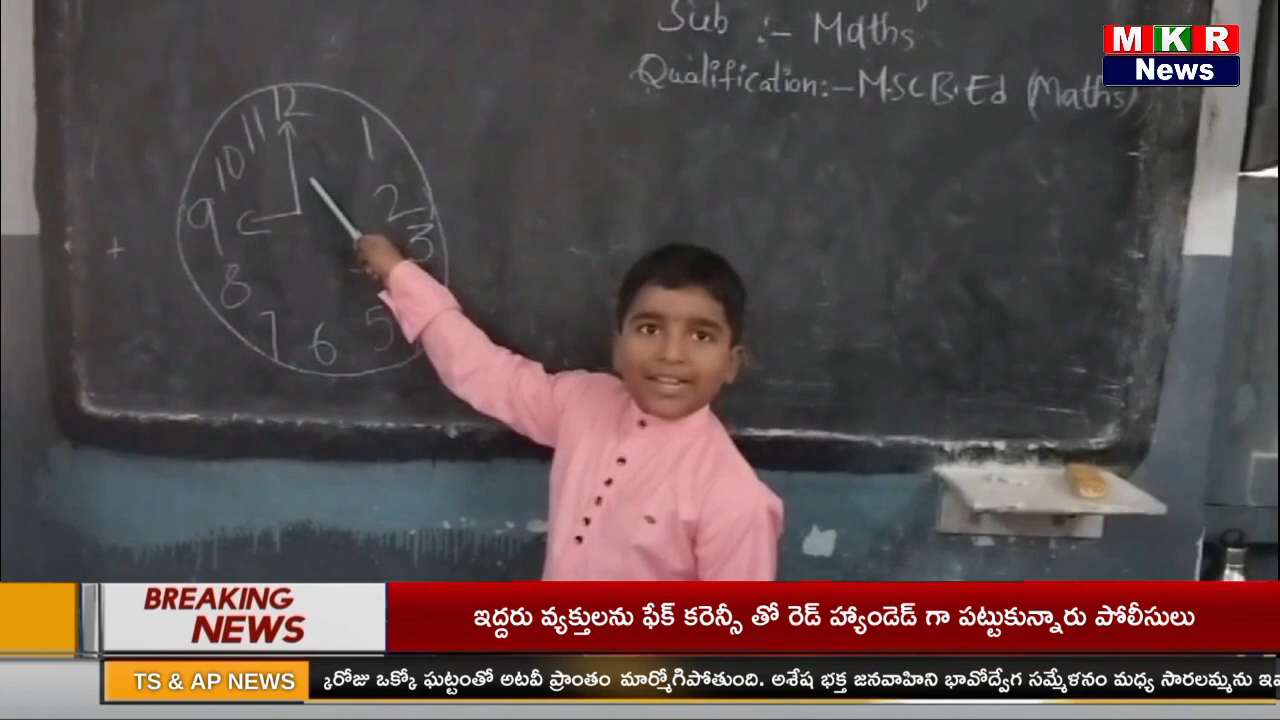 Sub :- Maths
Qualification:- M.SC B.Ed (Maths)
MKR
News
12
11
1
10
2
9
3
8
7
6
5
BREAKING
NEWS
ఇద్దరు వ్యక్తులను ఫేక్ కరెన్సీ తో రెడ్ హ్యాండెడ్ గా పట్టుకున్నారు పోలీసులు
TS & AP NEWS
ఒక్కో ఘట్టంతో అటవీ ప్రాంతం మార్మోగిపోతుంది. అశేష భక్త జనవాహిని భావోద్వేగ సమ్మేళనం మధ్య సారలమ్మను